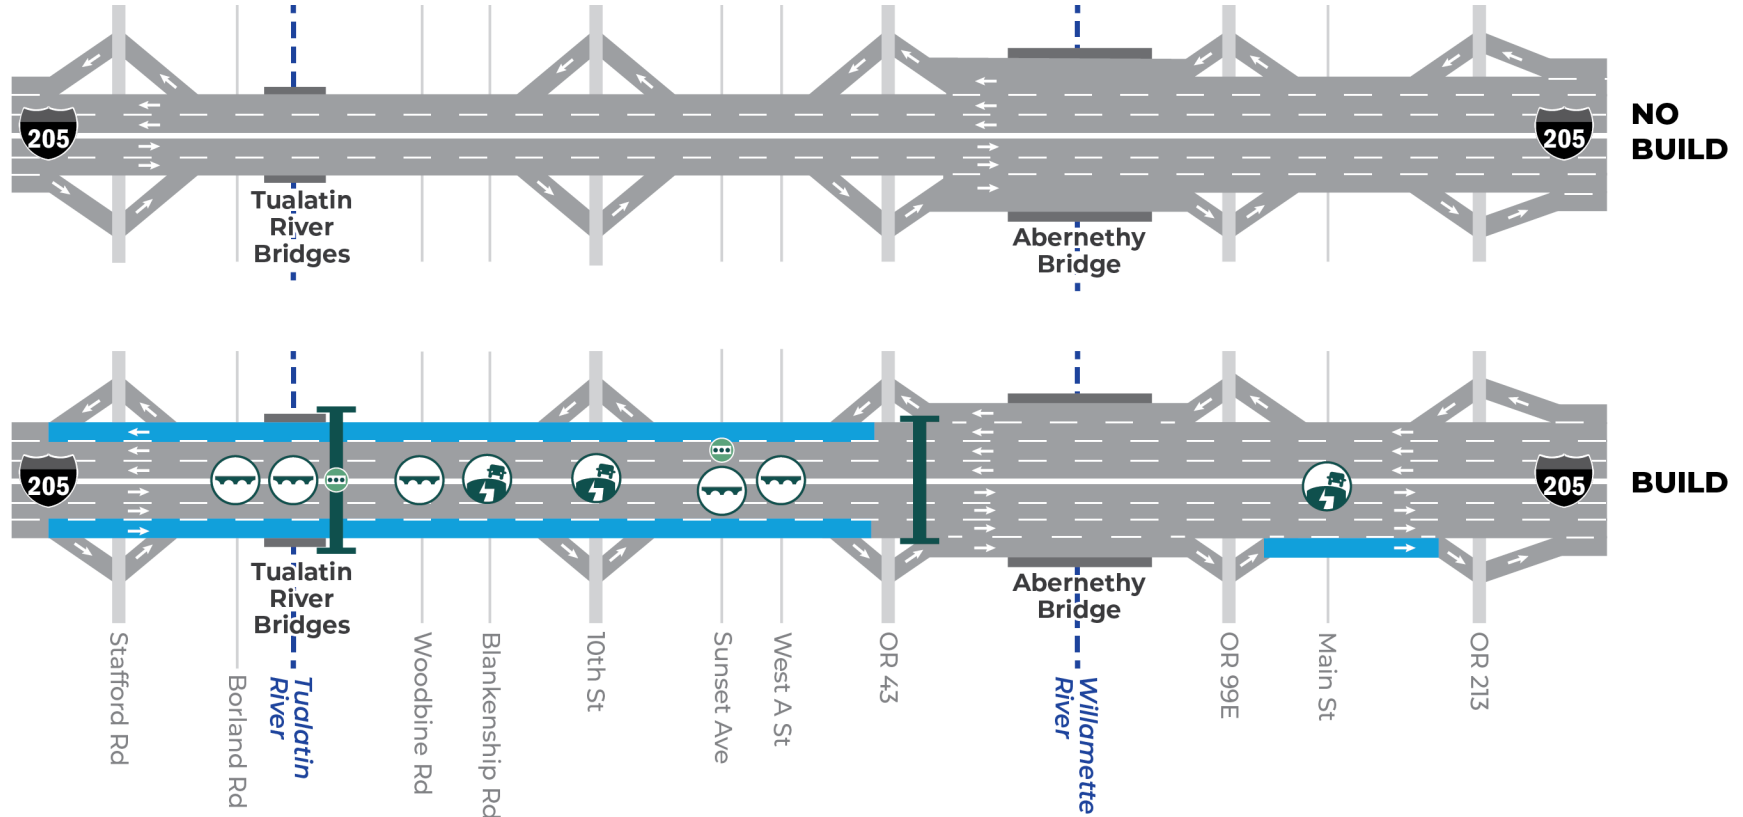 205
205
NO
BUILD
Tualatin
River
Bridges
Abernethy
Bridge
205
205
BUILD
Tualatin
River
Bridges
Abernethy
Bridge
Stafford Rd
Borland Rd
Tualatin
River
Woodbine Rd
Blankenship Rd
10th St
Sunset Ave
West A St
OR 43
Willamette
River
OR 99E
Main St
OR 213